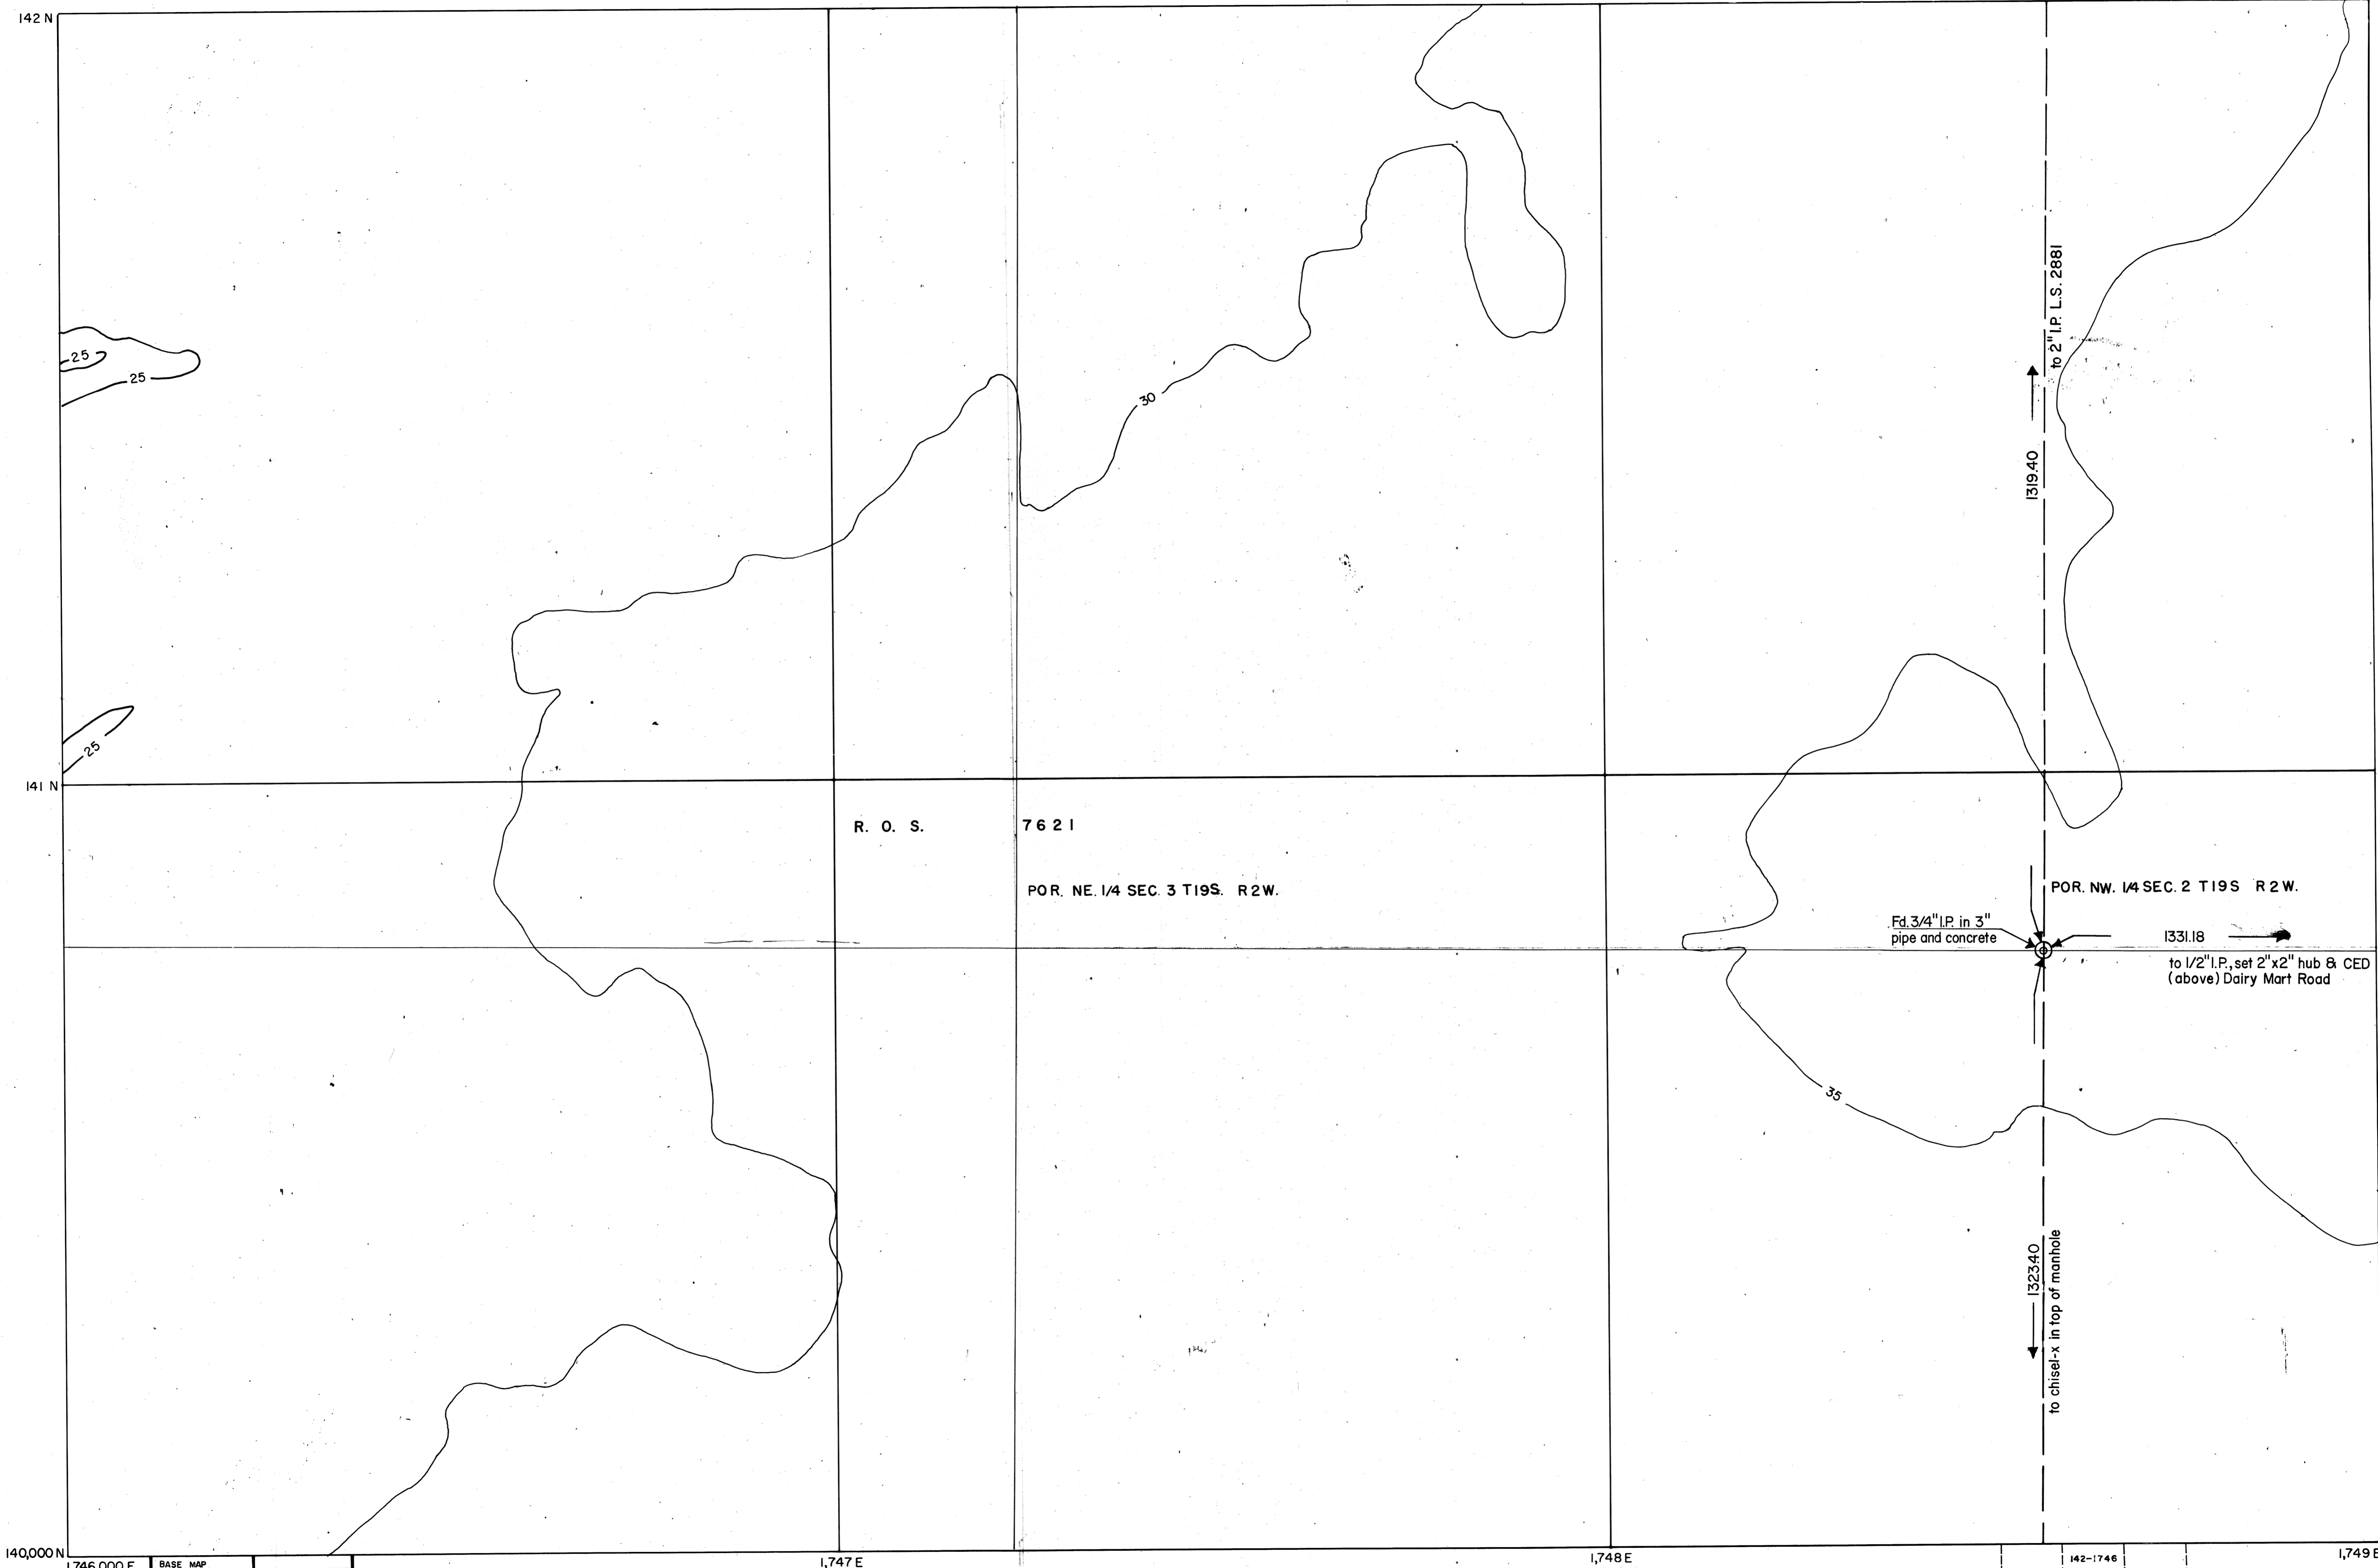 142 N
to 2" I.P. L.S. 2881
25
25
30
1319.40
25
141 N
R. O. S. 7621
POR. NE. 1/4 SEC. 3 T19S. R2W.
POR. NW. 1/4 SEC. 2 T19S R2W.
Fd. 3/4" I.P. in 3"
pipe and concrete
1331.18
to 1/2" I.P., set 2"x2" hub & CED
(above) Dairy Mart Road
35
1323.40
to chisel-x in top of manhole
140,000 N
1,746,000 E
BASE MAP
1,747 E
1,748 E
142-1746
1,749 E